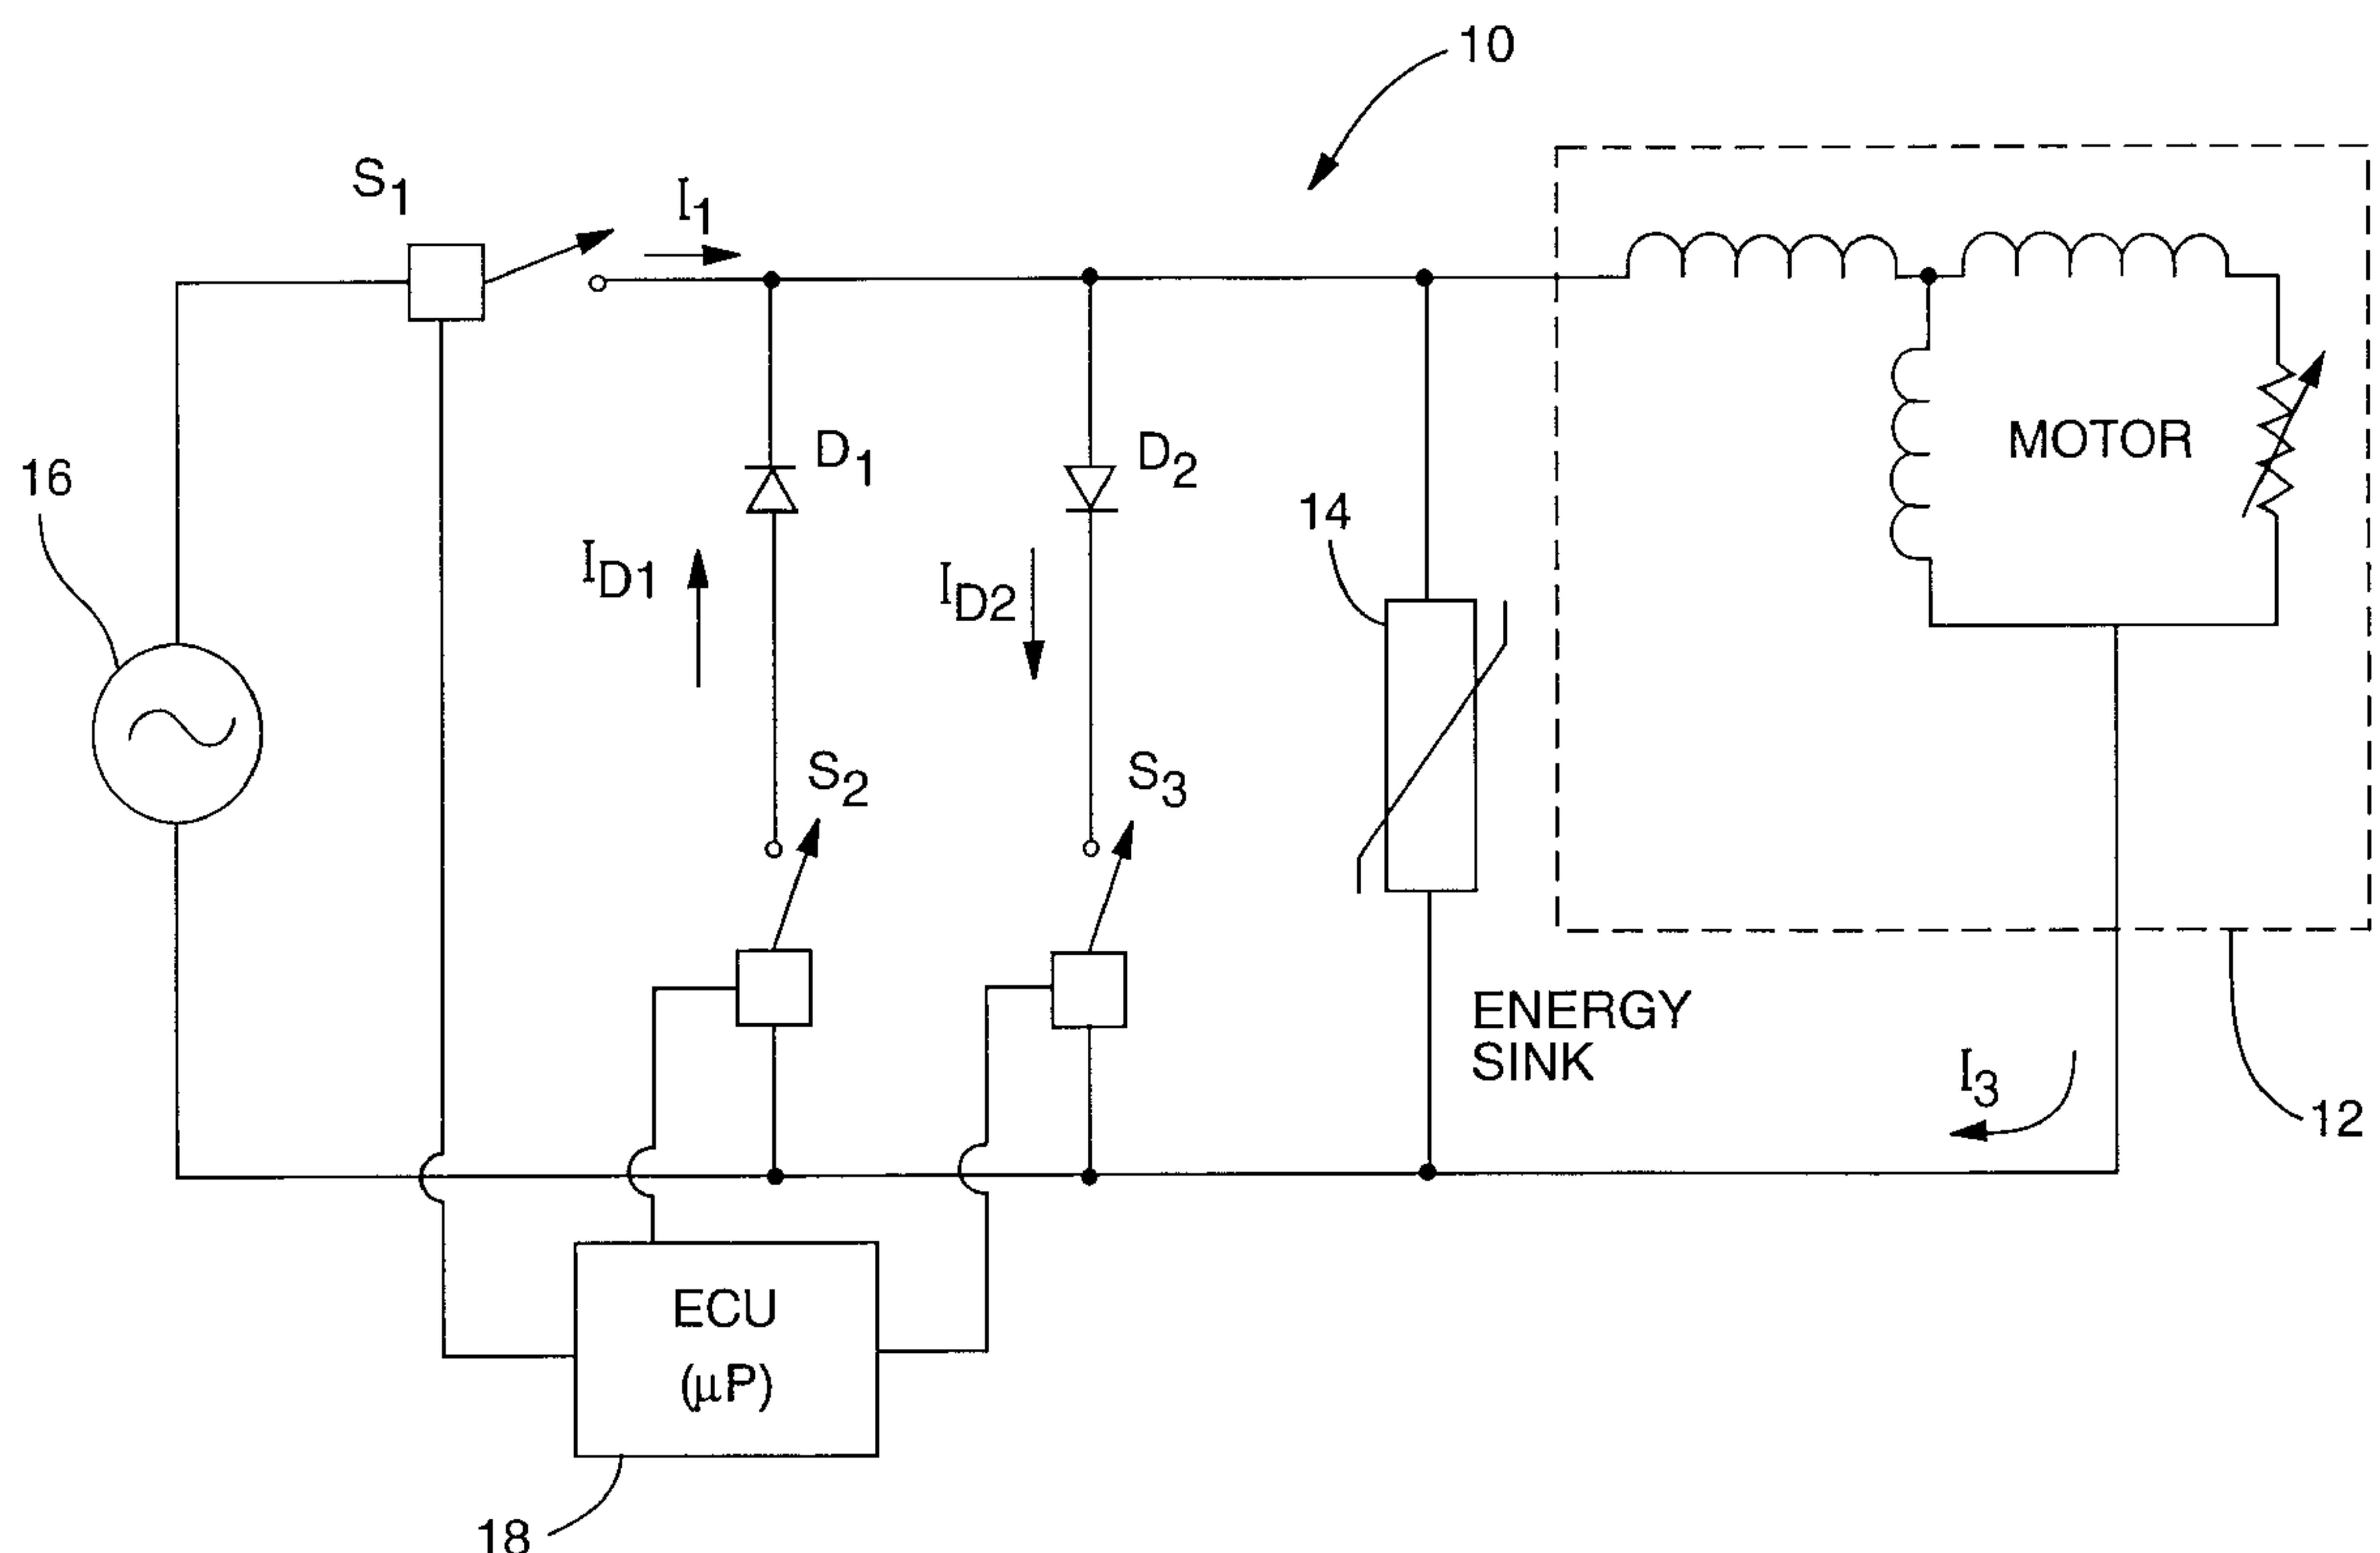 10
S1
I1
16
D1
D2
MOTOR
14
ID1
ID2
S2
S3
ENERGY
SINK
I3
12
ECU
(μP)
18